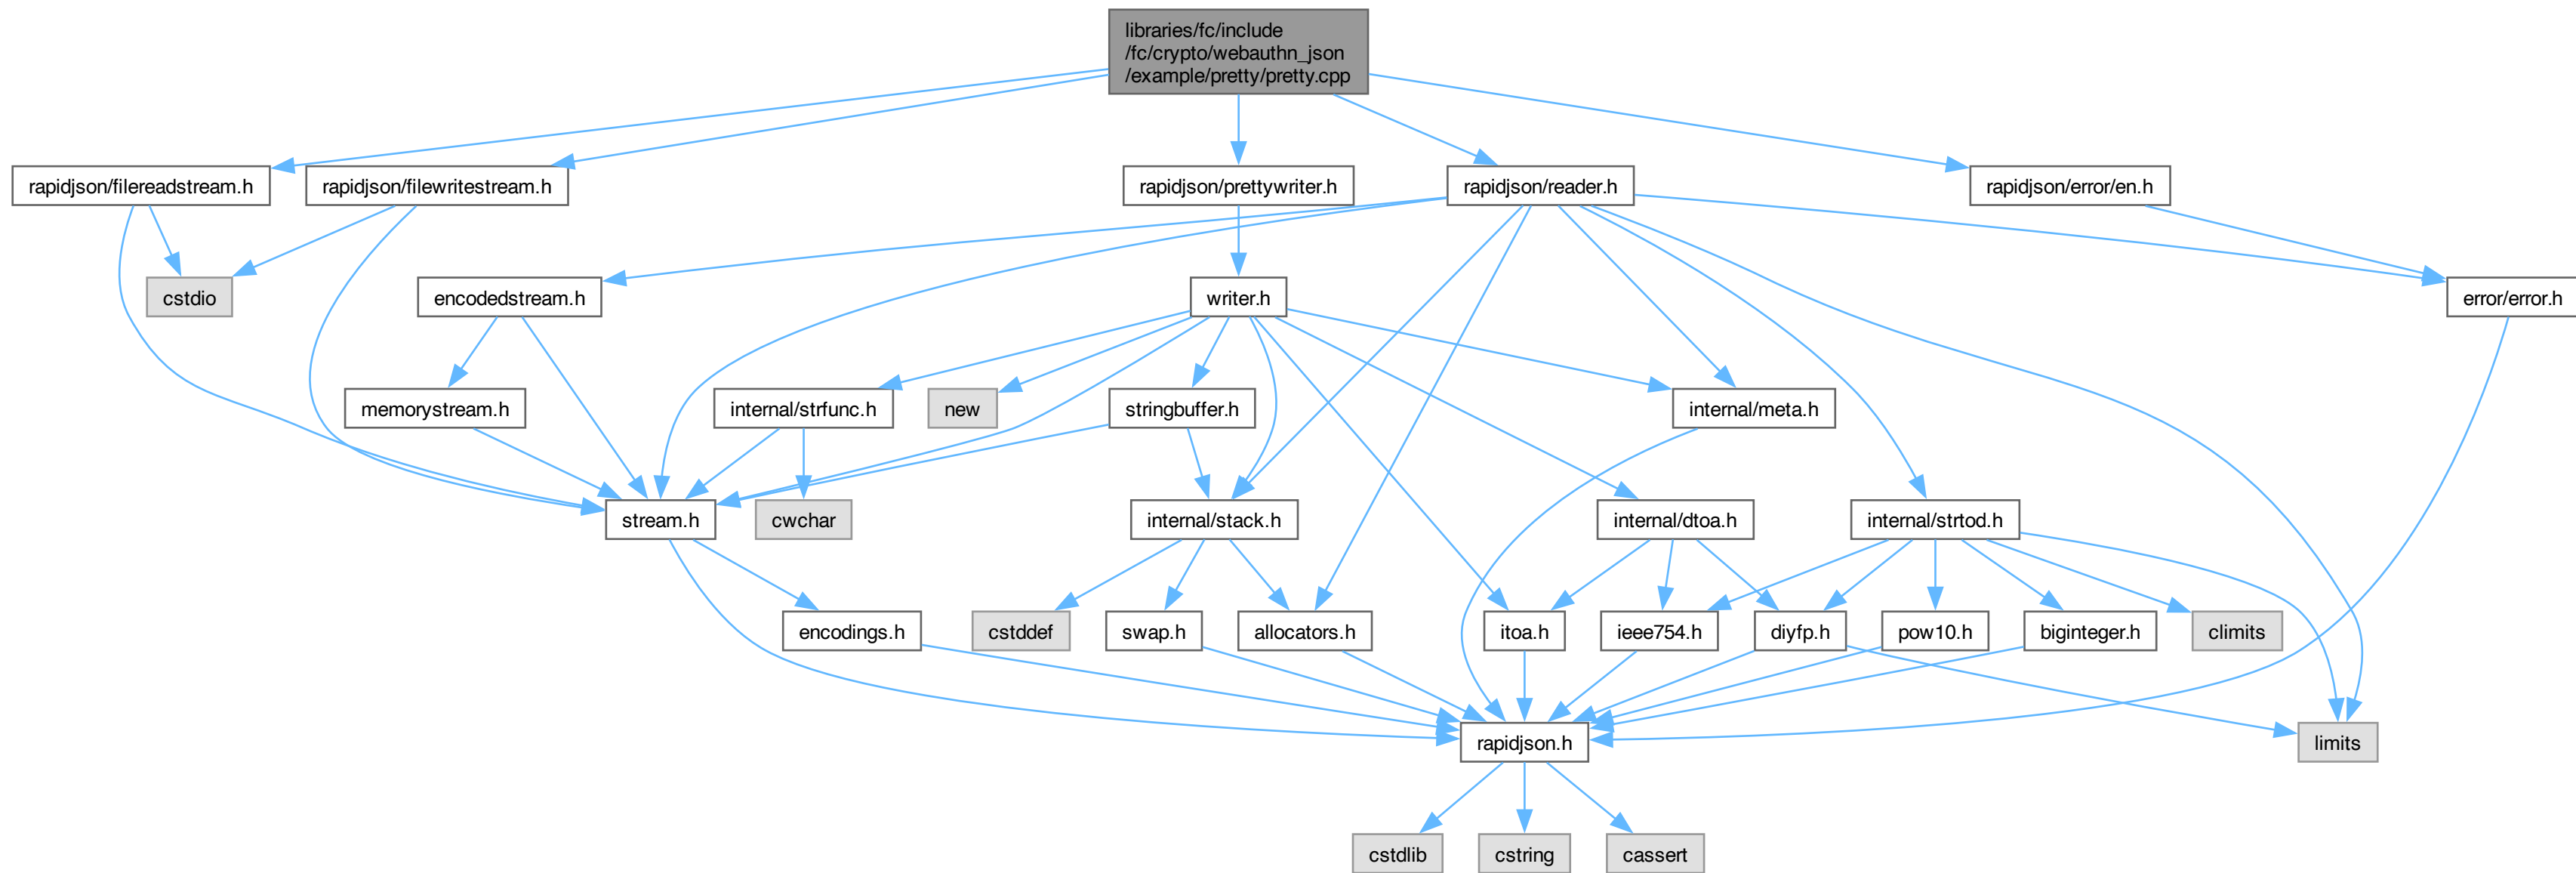 libraries/fc/include
/fc/crypto/webauthn_json
/example/pretty/pretty.cpp
rapidjson/filereadstream.h
rapidjson/filewritestream.h
rapidjson/prettywriter.h
rapidjson/reader.h
rapidjson/error/en.h
cstdio
encodedstream.h
writer.h
error/error.h
memorystream.h
internal/strfunc.h
new
stringbuffer.h
internal/meta.h
stream.h
cwchar
internal/stack.h
internal/dtoa.h
internal/strtod.h
encodings.h
cstddef
swap.h
allocators.h
itoa.h
ieee754.h
diyfp.h
pow10.h
biginteger.h
climits
rapidjson.h
limits
cstdlib
cstring
cassert